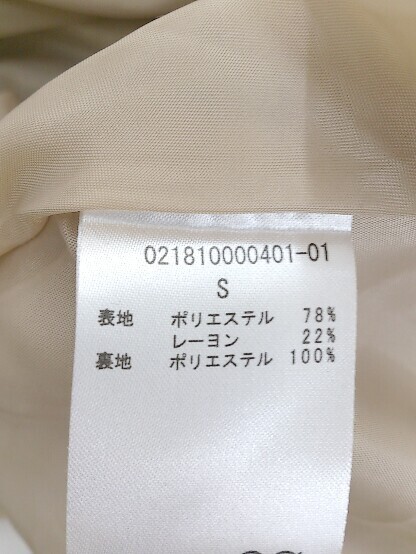 021810000401-01
S
表地 ポリエステル 78%
レーヨン 22%
裏地 ポリエステル 100%